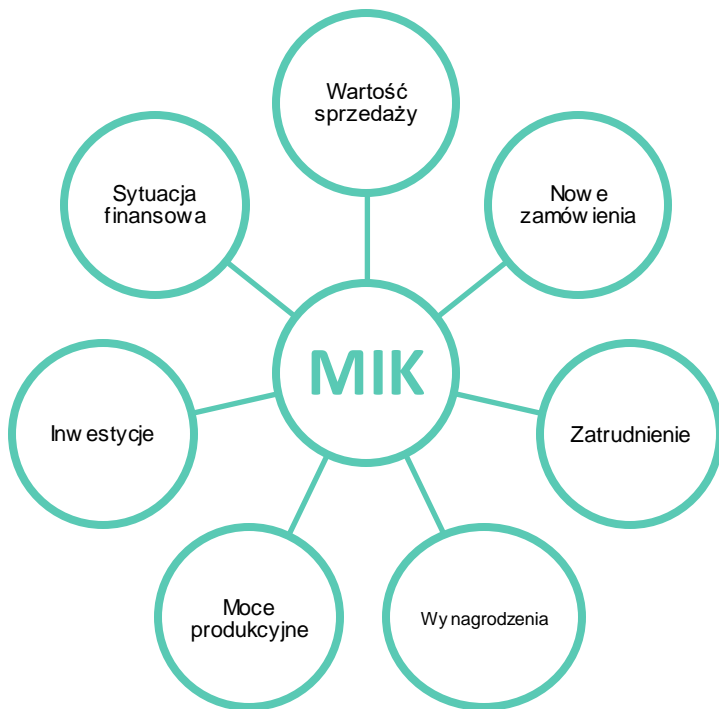 Wartość
sprzedaży
Nowe
zamówienia
Sytuacja
finansowa
MIK
Inwestycje
Zatrudnienie
Moce
produkcyjne
Wynagrodzenia